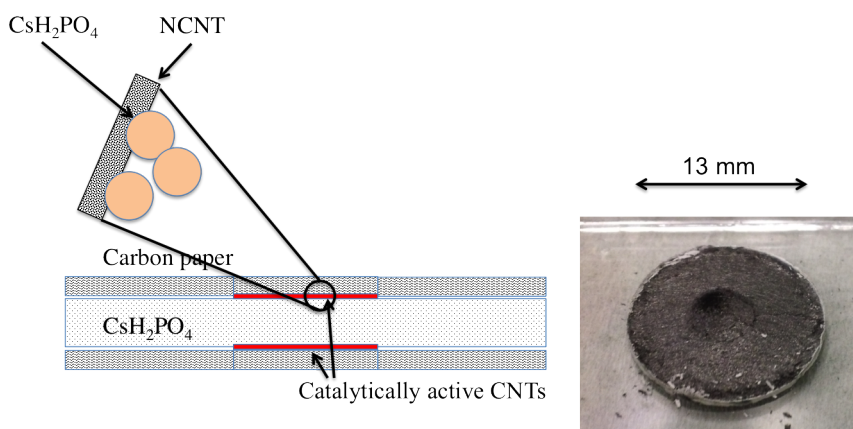 CsH₂PO₄
NCNT
13 mm
Carbon paper
CsH₂PO₄
Catalytically active CNTs